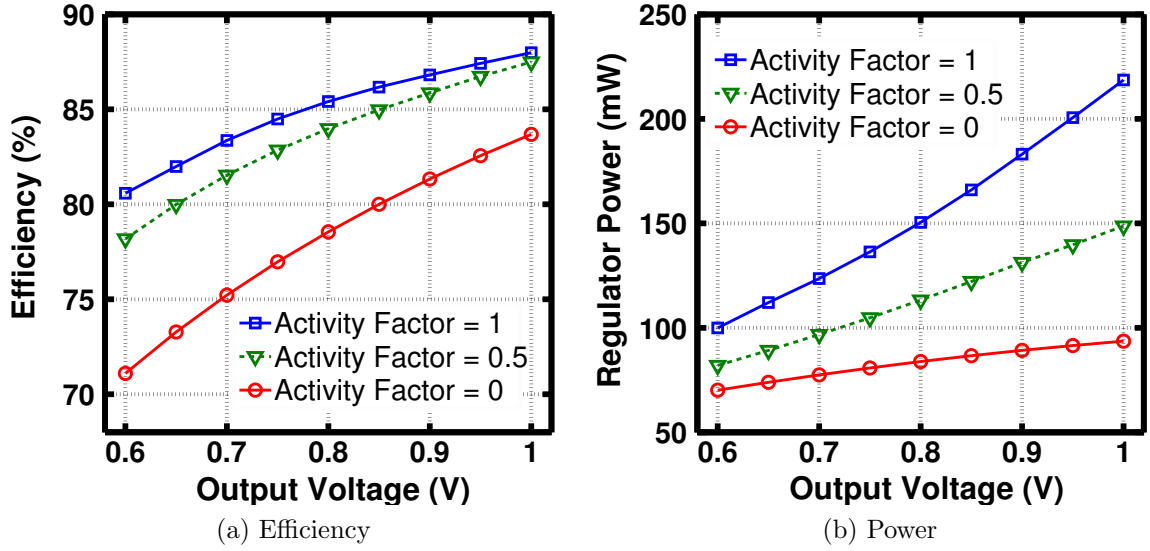 90
85
80
75
70
Efficiency (%)
Activity Factor = 1
Activity Factor = 0.5
Activity Factor = 0
0.6 0.7 0.8 0.9 1
Output Voltage (V)
(a) Efficiency
250
200
150
100
50
Regulator Power (mW)
Activity Factor = 1
Activity Factor = 0.5
Activity Factor = 0
0.6 0.7 0.8 0.9 1
Output Voltage (V)
(b) Power